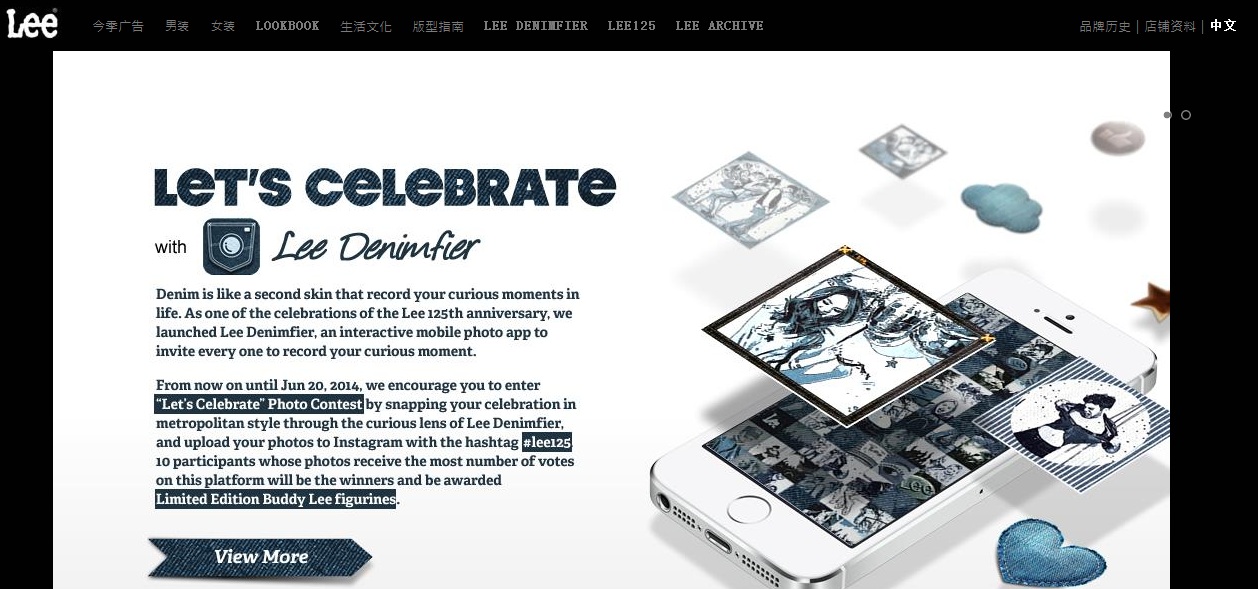 Lee
今季广告 男装 女装 LOOKBOOK 生活文化 版型指南 LEE DENIMFIER LEE125 LEE ARCHIVE 品牌历史 | 店铺资料 | 中文
LET'S CELEBRATE
with Lee Denimfier
Denim is like a second skin that record your curious moments in
life. As one of the celebrations of the Lee 125th anniversary, we
launched Lee Denimfier, an interactive mobile photo app to
invite every one to record your curious moment.
From now on until Jun 20, 2014, we encourage you to enter
“Let's Celebrate” Photo Contest by snapping your celebration in
metropolitan style through the curious lens of Lee Denimfier,
and upload your photos to Instagram with the hashtag #lee125
10 participants whose photos receive the most number of votes
on this platform will be the winners and be awarded
Limited Edition Buddy Lee figurines.
View More